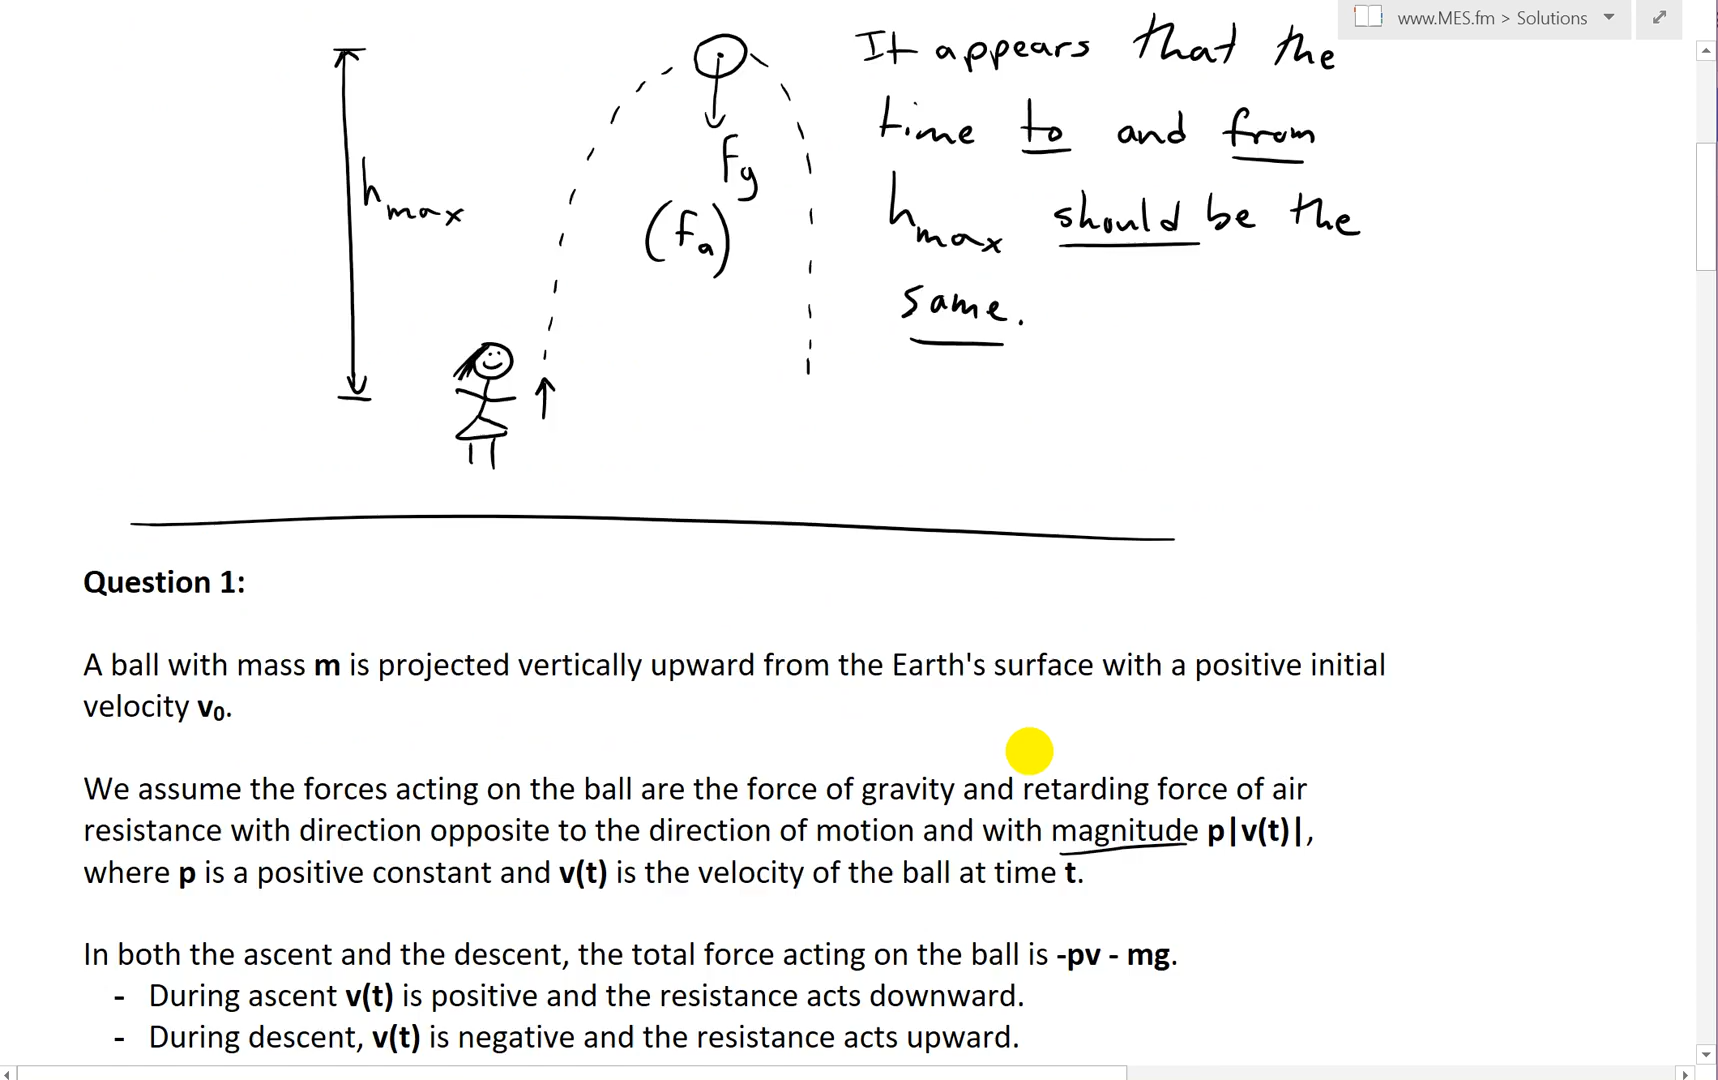 www.MES.fm > Solutions
It appears that the
time to and from
hmax should be the
same.
hmax
Fg
(Fa)
Question 1:
A ball with mass m is projected vertically upward from the Earth's surface with a positive initial
velocity v₀.
We assume the forces acting on the ball are the force of gravity and retarding force of air
resistance with direction opposite to the direction of motion and with magnitude p|v(t)|,
where p is a positive constant and v(t) is the velocity of the ball at time t.
In both the ascent and the descent, the total force acting on the ball is -pv - mg.
- During ascent v(t) is positive and the resistance acts downward.
- During descent, v(t) is negative and the resistance acts upward.